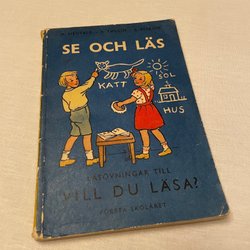 SE OCH LÄS
KATT
SOL
HUS
LÄSÖVNINGAR TILL
VILL DU LÄSA?
FÖRSTA SKOLÅRET